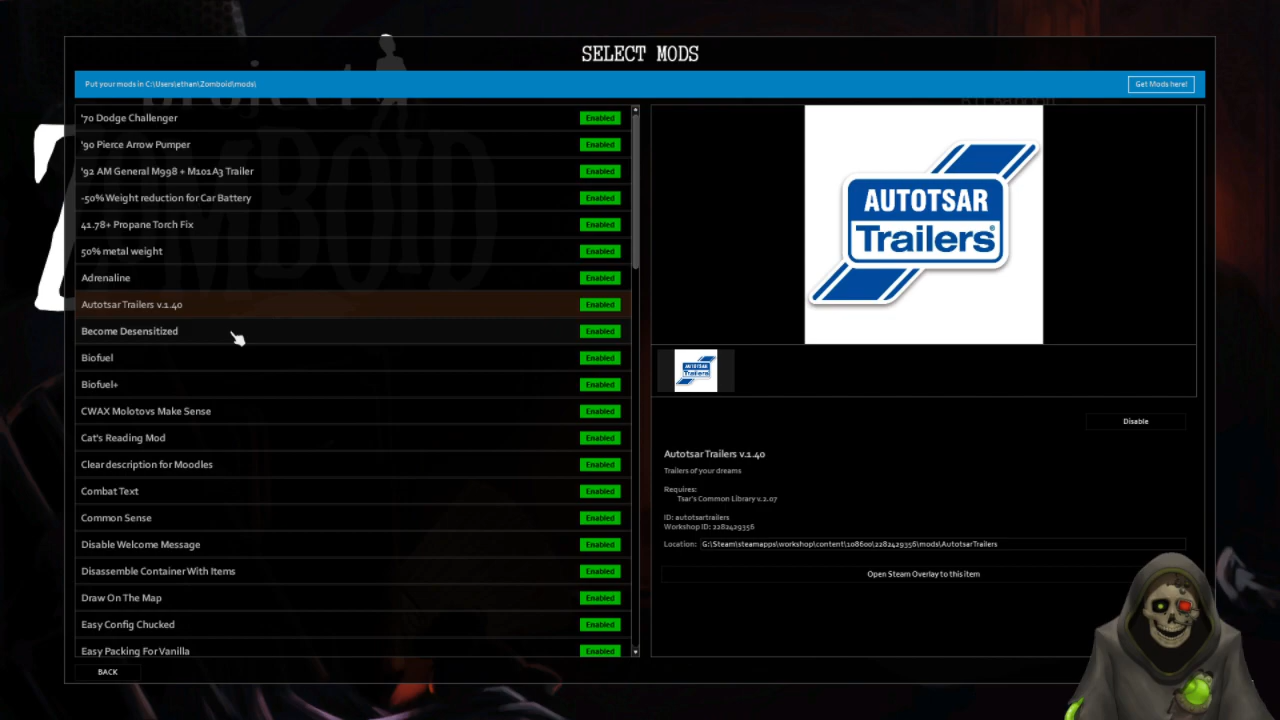 SELECT MODS
Put your mods in C:\Users\ethan\Zomboid\mods\
Get Mods here!
project
ZOMBOID
'70 Dodge Challenger Enabled
'90 Pierce Arrow Pumper Enabled
'92 AM General M998 + M101A3 Trailer Enabled
-50% Weight reduction for Car Battery Enabled
41.78+ Propane Torch Fix Enabled
50% metal weight Enabled
Adrenaline Enabled
Autotsar Trailers v.1.40 Enabled
Become Desensitized Enabled
Biofuel Enabled
Biofuel+ Enabled
CWAX Molotovs Make Sense Enabled
Cat's Reading Mod Enabled
Clear description for Moodles Enabled
Combat Text Enabled
Common Sense Enabled
Disable Welcome Message Enabled
Disassemble Container With Items Enabled
Draw On The Map Enabled
Easy Config Chucked Enabled
Easy Packing For Vanilla Enabled
BACK
AUTOTSAR
Trailers®
AUTOTSAR
Trailers
Disable
Autotsar Trailers v.1.40
Trailers of your dreams
Requires:
Tsar's Common Library v.2.07
ID: autotsartrailers
Workshop ID: 2282429356
Location: G:\Steam\steamapps\workshop\content\108600\2282429356\mods\AutotsarTrailers
Open Steam Overlay to this item